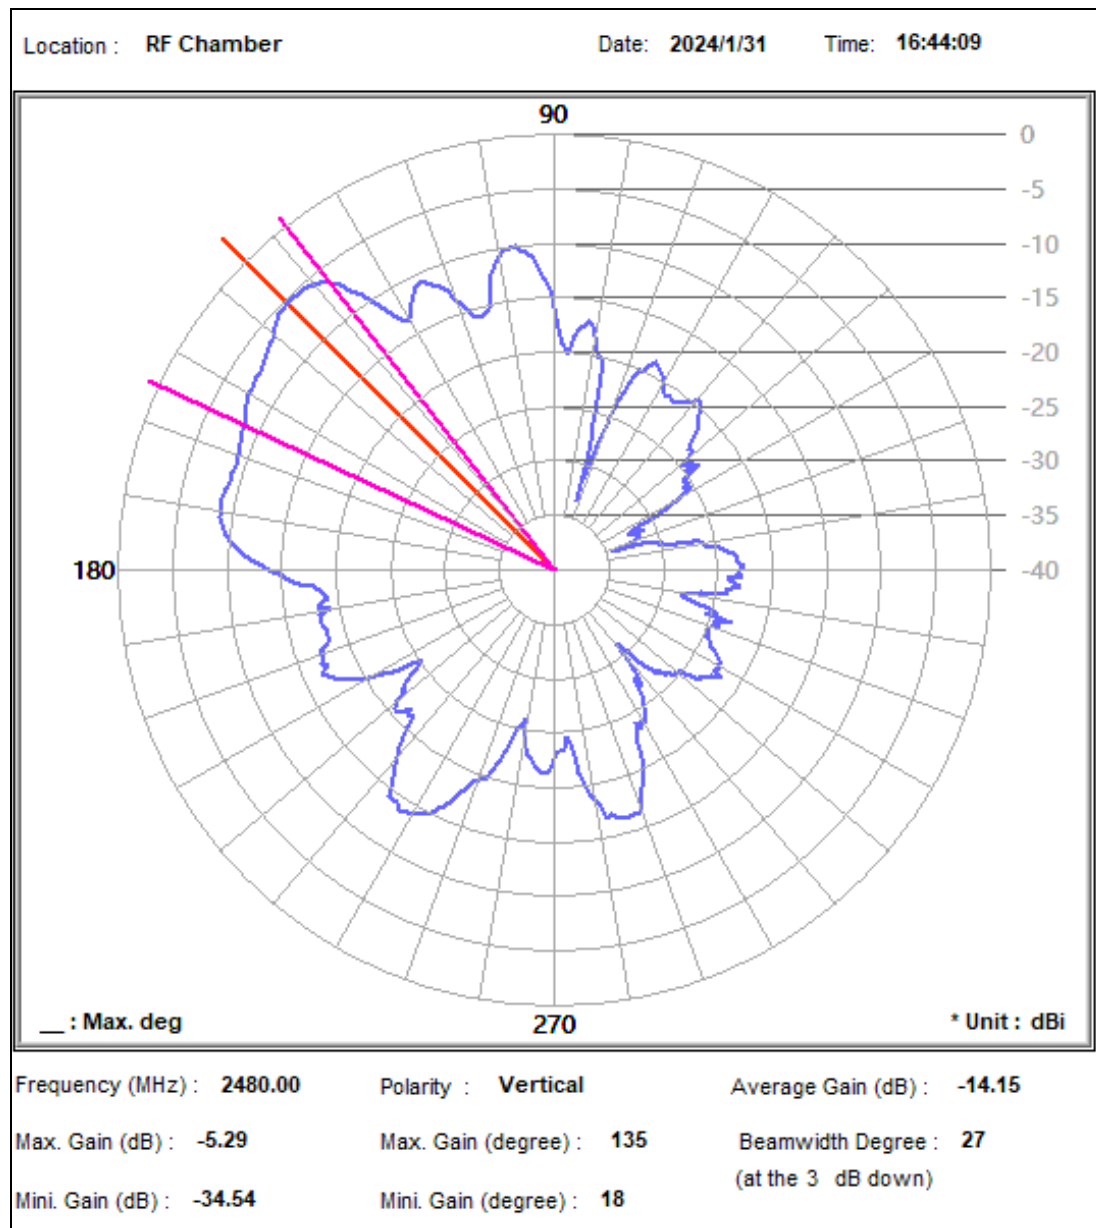 Location : RF Chamber Date: 2024/1/31 Time: 16:44:09
90
0
-5
-10
-15
-20
-25
-30
-35
180 -40
270
__ : Max. deg * Unit : dBi
Frequency (MHz) : 2480.00 Polarity : Vertical Average Gain (dB) : -14.15
Max. Gain (dB) : -5.29 Max. Gain (degree) : 135 Beamwidth Degree : 27
(at the 3 dB down)
Mini. Gain (dB) : -34.54 Mini. Gain (degree) : 18